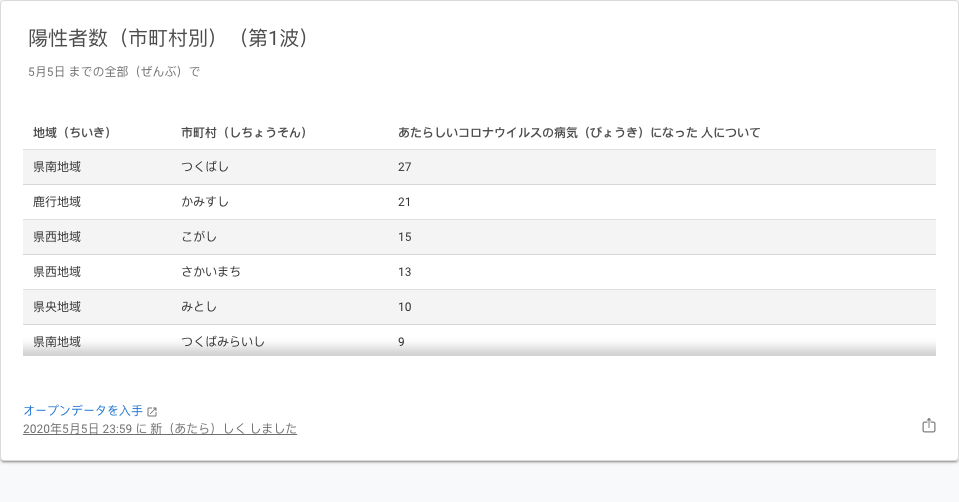 陽性者数（市町村別）（第1波）
5月5日 までの全部（ぜんぶ）で
地域（ちいき） 市町村（しちょうそん） あたらしいコロナウイルスの病気（びょうき）になった 人について
県南地域 つくばし 27
鹿行地域 かみすし 21
県西地域 こがし 15
県西地域 さかいまち 13
県央地域 みとし 10
県南地域 つくばみらいし 9
オープンデータを入手
2020年5月5日 23:59 に 新（あたら）しく しました